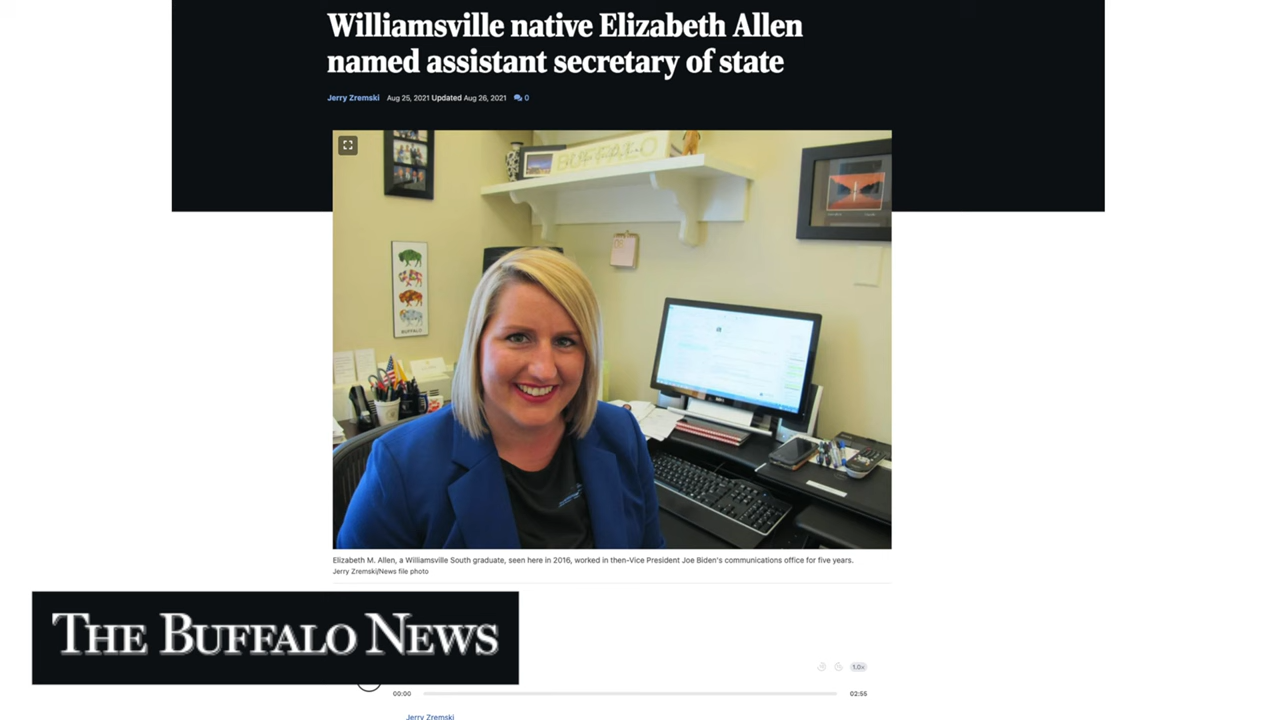 Williamsville native Elizabeth Allen
named assistant secretary of state
Jerry Zremski Aug 25, 2021 Updated Aug 26, 2021 0
BUFFALO
BUFFALO
Elizabeth M. Allen, a Williamsville South graduate, seen here in 2016, worked in then-Vice President Joe Biden's communications office for five years.
Jerry Zremski/News file photo
THE BUFFALO NEWS
1.0×
00:00 02:55
Jerry Zremski